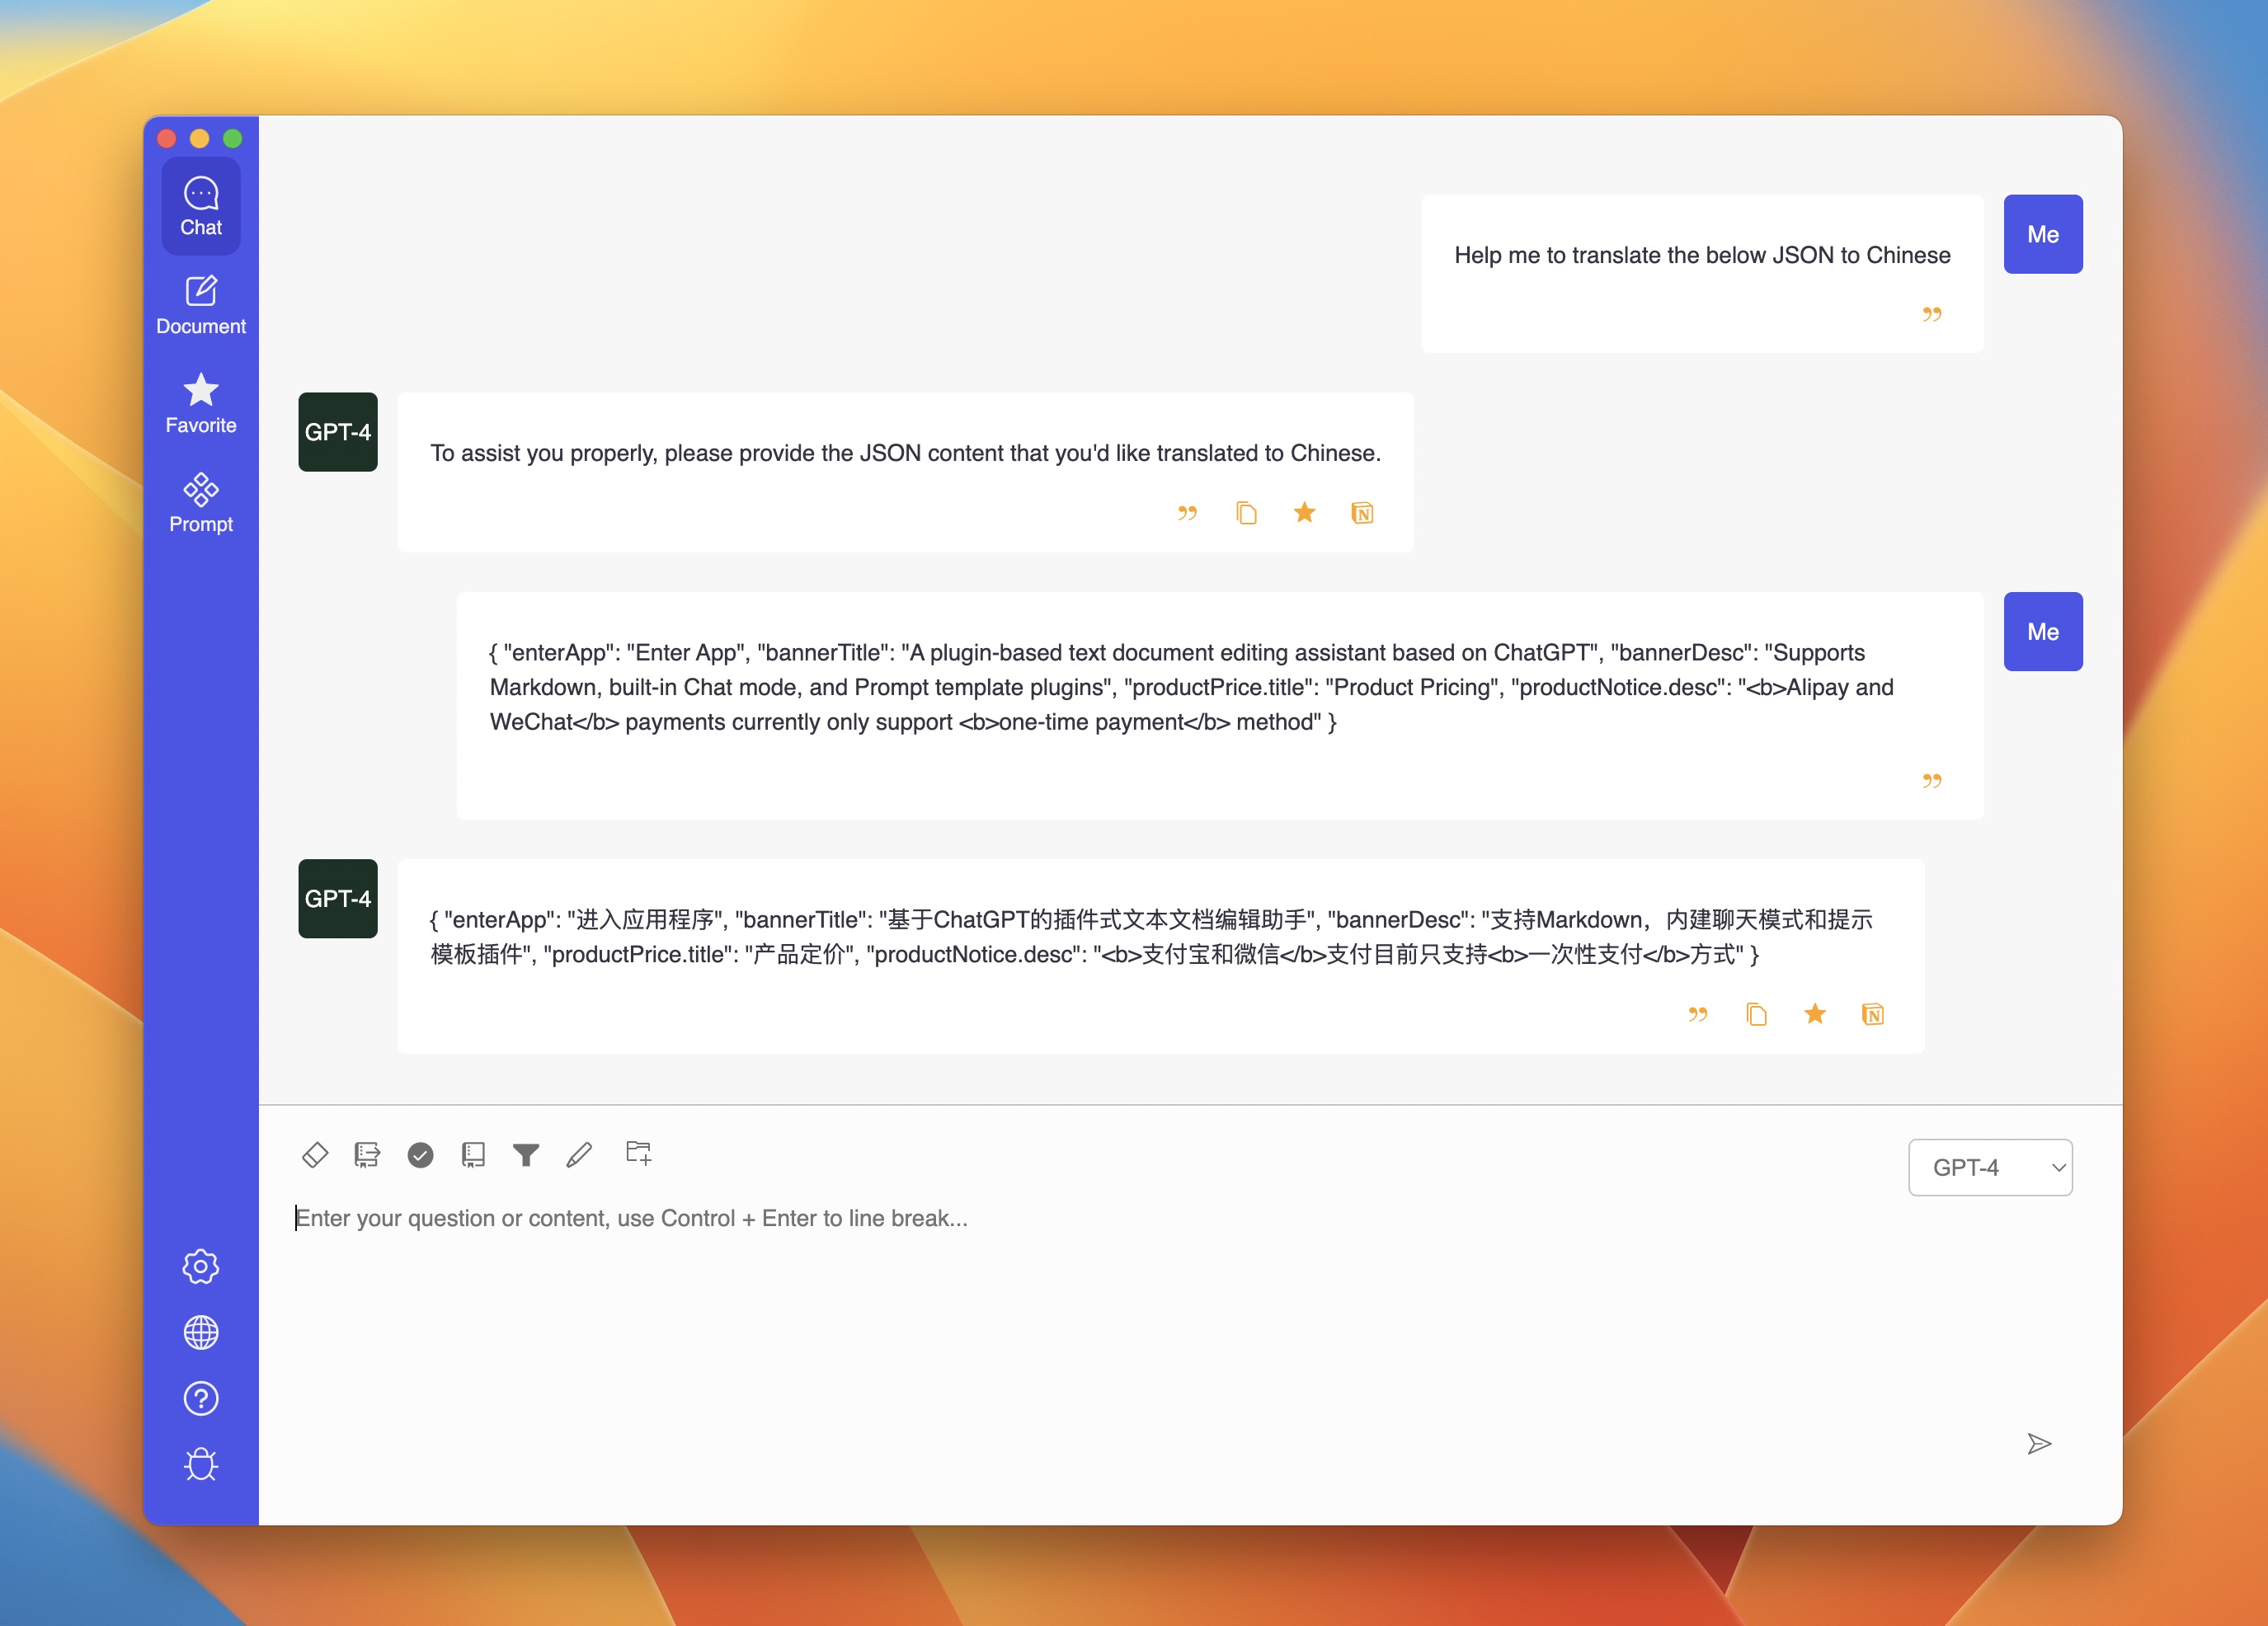 Chat
Document
Favorite
Prompt
Help me to translate the below JSON to Chinese
Me
GPT-4
To assist you properly, please provide the JSON content that you'd like translated to Chinese.
Me
{ "enterApp": "Enter App", "bannerTitle": "A plugin-based text document editing assistant based on ChatGPT", "bannerDesc": "Supports
Markdown, built-in Chat mode, and Prompt template plugins", "productPrice.title": "Product Pricing", "productNotice.desc": "<b>Alipay and
WeChat</b> payments currently only support <b>one-time payment</b> method" }
GPT-4
{ "enterApp": "进入应用程序", "bannerTitle": "基于ChatGPT的插件式文本文档编辑助手", "bannerDesc": "支持Markdown，内建聊天模式和提示
模板插件", "productPrice.title": "产品定价", "productNotice.desc": "<b>支付宝和微信</b>支付目前只支持<b>一次性支付</b>方式" }
GPT-4
Enter your question or content, use Control + Enter to line break...